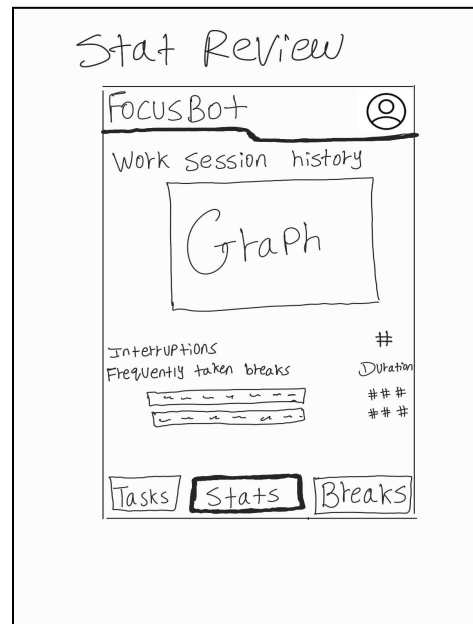 Stat Review
FocusBot
Work Session history
Graph
Interruptions #
Frequently taken breaks Duration
###
###
Tasks Stats Breaks